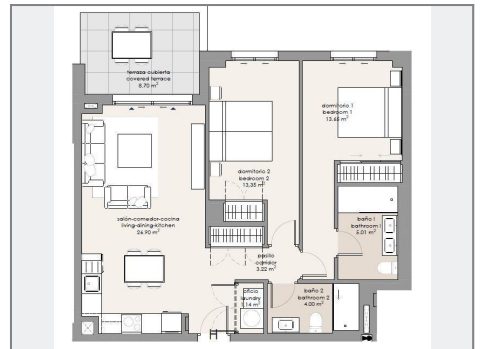 terraza cubierta
covered terrace
8.70 m²
dormitorio 1
bedroom 1
13.65 m²
dormitorio 2
bedroom 2
13.35 m²
salón-comedor-cocina
living-dining-kitchen
26.90 m²
baño 1
bathroom 1
5.01 m²
pasillo
corridor
3.22 m²
oficio
laundry
1.14 m²
baño 2
bathroom 2
4.00 m²